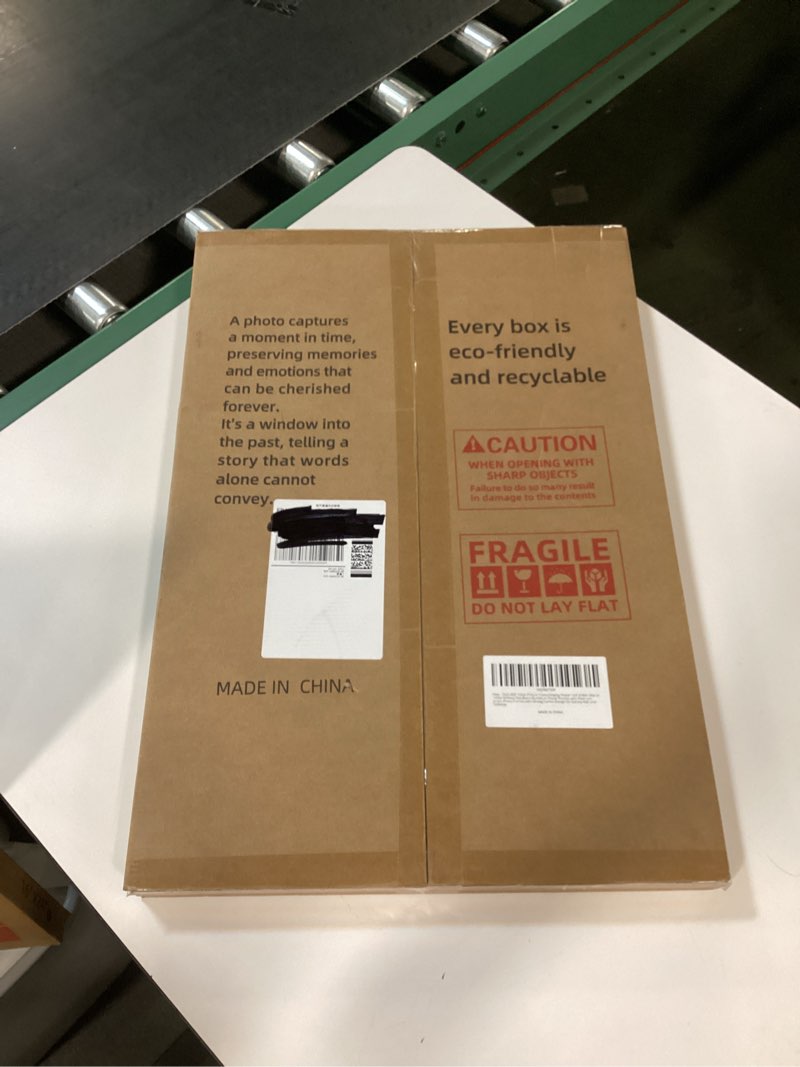 A photo captures
a moment in time,
preserving memories
and emotions that
can be cherished
forever.
It's a window into
the past, telling a
story that words
alone cannot
convey.
MADE IN CHINA
Every box is
eco-friendly
and recyclable
CAUTION
WHEN OPENING WITH
SHARP OBJECTS
Failure to do so many result
in damage to the contents
FRAGILE
DO NOT LAY FLAT
MADE IN CHINA